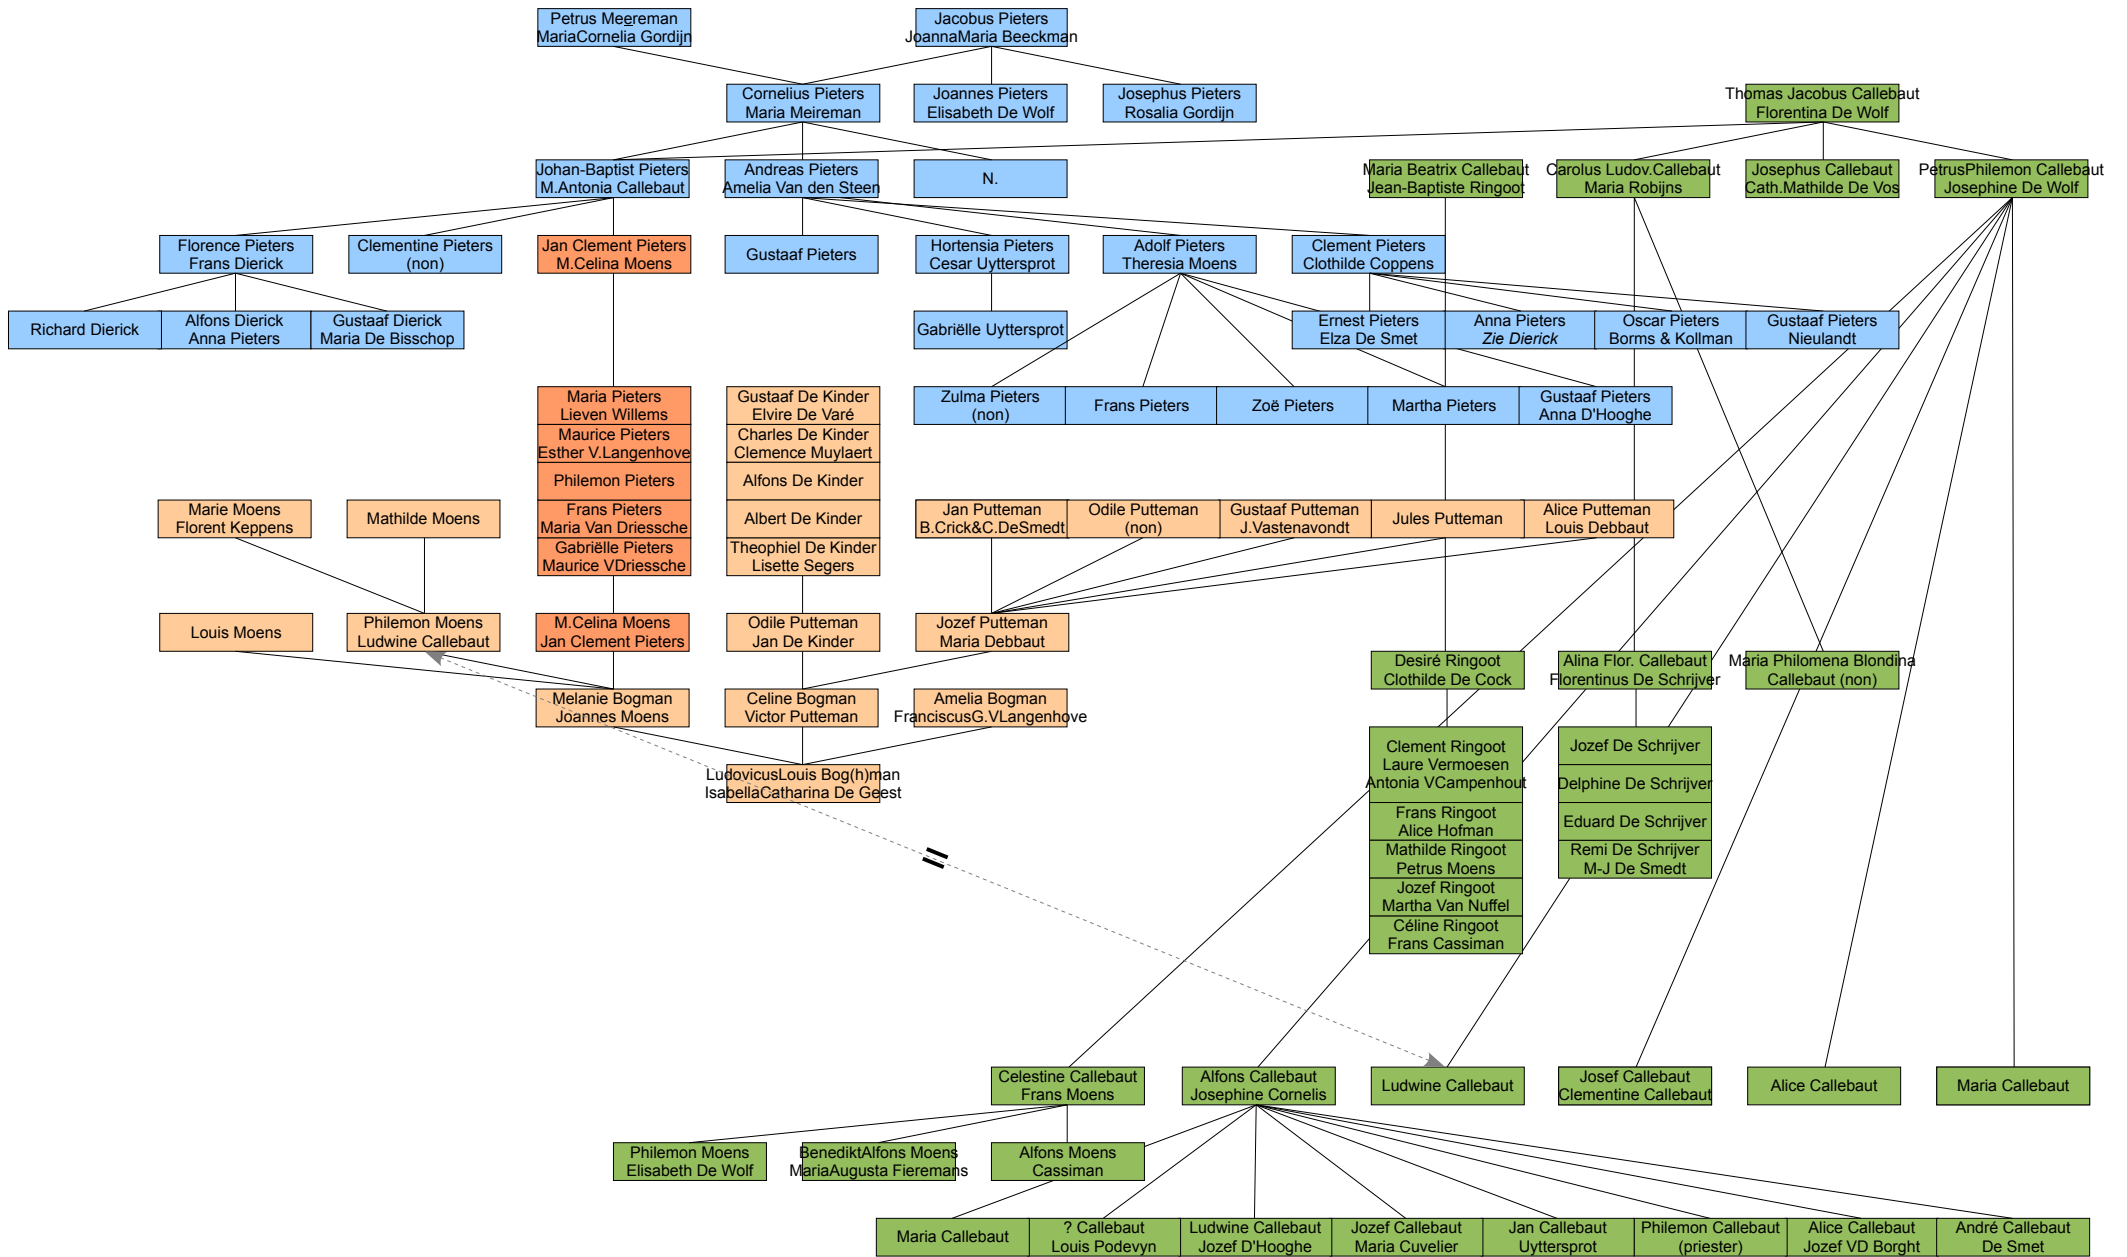 Petrus Meereman
MariaCornelia Gordijn
Jacobus Pieters
JoannaMaria Beeckman
Cornelius Pieters
Maria Meireman
Joannes Pieters
Elisabeth De Wolf
Josephus Pieters
Rosalia Gordijn
Thomas Jacobus Callebaut
Florentina De Wolf
Johan-Baptist Pieters
M.Antonia Callebaut
Andreas Pieters
Amelia Van den Steen
N.
Maria Beatrix Callebaut
Jean-Baptiste Ringoot
Carolus Ludov.Callebaut
Maria Robijns
Josephus Callebaut
Cath.Mathilde De Vos
PetrusPhilemon Callebaut
Josephine De Wolf
Florence Pieters
Frans Dierick
Clementine Pieters
(non)
Jan Clement Pieters
M.Celina Moens
Gustaaf Pieters
Hortensia Pieters
Cesar Uyttersprot
Adolf Pieters
Theresia Moens
Clement Pieters
Clothilde Coppens
Richard Dierick
Alfons Dierick
Anna Pieters
Gustaaf Dierick
Maria De Bisschop
Gabriëlle Uyttersprot
Ernest Pieters
Elza De Smet
Anna Pieters
Zie Dierick
Oscar Pieters
Borms & Kollman
Gustaaf Pieters
Nieulandt
Maria Pieters
Lieven Willems
Maurice Pieters
Esther V.Langenhove
Philemon Pieters
Frans Pieters
Maria Van Driessche
Gabriëlle Pieters
Maurice VDriessche
Gustaaf De Kinder
Elvire De Varé
Charles De Kinder
Clemence Muylaert
Alfons De Kinder
Albert De Kinder
Theophiel De Kinder
Lisette Segers
Zulma Pieters
(non)
Frans Pieters
Zoë Pieters
Martha Pieters
Gustaaf Pieters
Anna D'Hooghe
Marie Moens
Florent Keppens
Mathilde Moens
Jan Putteman
B.Crick&C.DeSmedt
Odile Putteman
(non)
Gustaaf Putteman
J.Vastenavondt
Jules Putteman
Alice Putteman
Louis Debbaut
Louis Moens
Philemon Moens
Ludwine Callebaut
M.Celina Moens
Jan Clement Pieters
Odile Putteman
Jan De Kinder
Jozef Putteman
Maria Debbaut
Desiré Ringoot
Clothilde De Cock
Alina Flor. Callebaut
Florentinus De Schrijver
Maria Philomena Blondina
Callebaut (non)
Melanie Bogman
Joannes Moens
Celine Bogman
Victor Putteman
Amelia Bogman
FranciscusG.VLangenhove
LudovicusLouis Bog(h)man
IsabellaCatharina De Geest
Clement Ringoot
Laure Vermoesen
Antonia VCampenhout
Frans Ringoot
Alice Hofman
Mathilde Ringoot
Petrus Moens
Jozef Ringoot
Martha Van Nuffel
Céline Ringoot
Frans Cassiman
Jozef De Schrijver
Delphine De Schrijver
Eduard De Schrijver
Remi De Schrijver
M-J De Smedt
=
Celestine Callebaut
Frans Moens
Alfons Callebaut
Josephine Cornelis
Ludwine Callebaut
Josef Callebaut
Clementine Callebaut
Alice Callebaut
Maria Callebaut
Philemon Moens
Elisabeth De Wolf
BenediktAlfons Moens
MariaAugusta Fieremans
Alfons Moens
Cassiman
Maria Callebaut
? Callebaut
Louis Podevyn
Ludwine Callebaut
Jozef D'Hooghe
Jozef Callebaut
Maria Cuvelier
Jan Callebaut
Uyttersprot
Philemon Callebaut
(priester)
Alice Callebaut
Jozef VD Borght
André Callebaut
De Smet